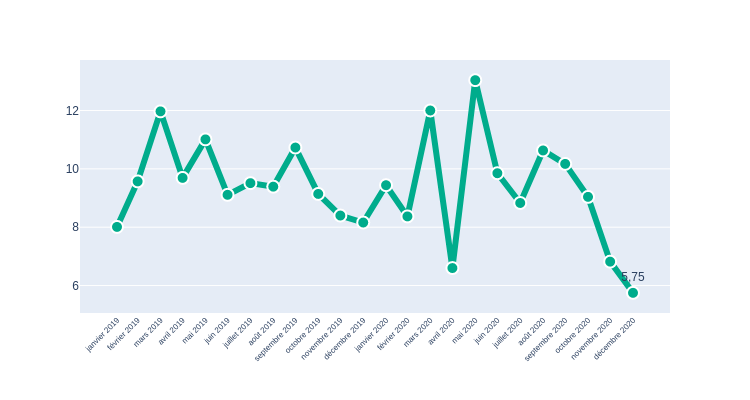 12
10
8
6
5,75
janvier 2019
février 2019
mars 2019
avril 2019
mai 2019
juin 2019
juillet 2019
août 2019
septembre 2019
octobre 2019
novembre 2019
décembre 2019
janvier 2020
février 2020
mars 2020
avril 2020
mai 2020
juin 2020
juillet 2020
août 2020
septembre 2020
octobre 2020
novembre 2020
décembre 2020